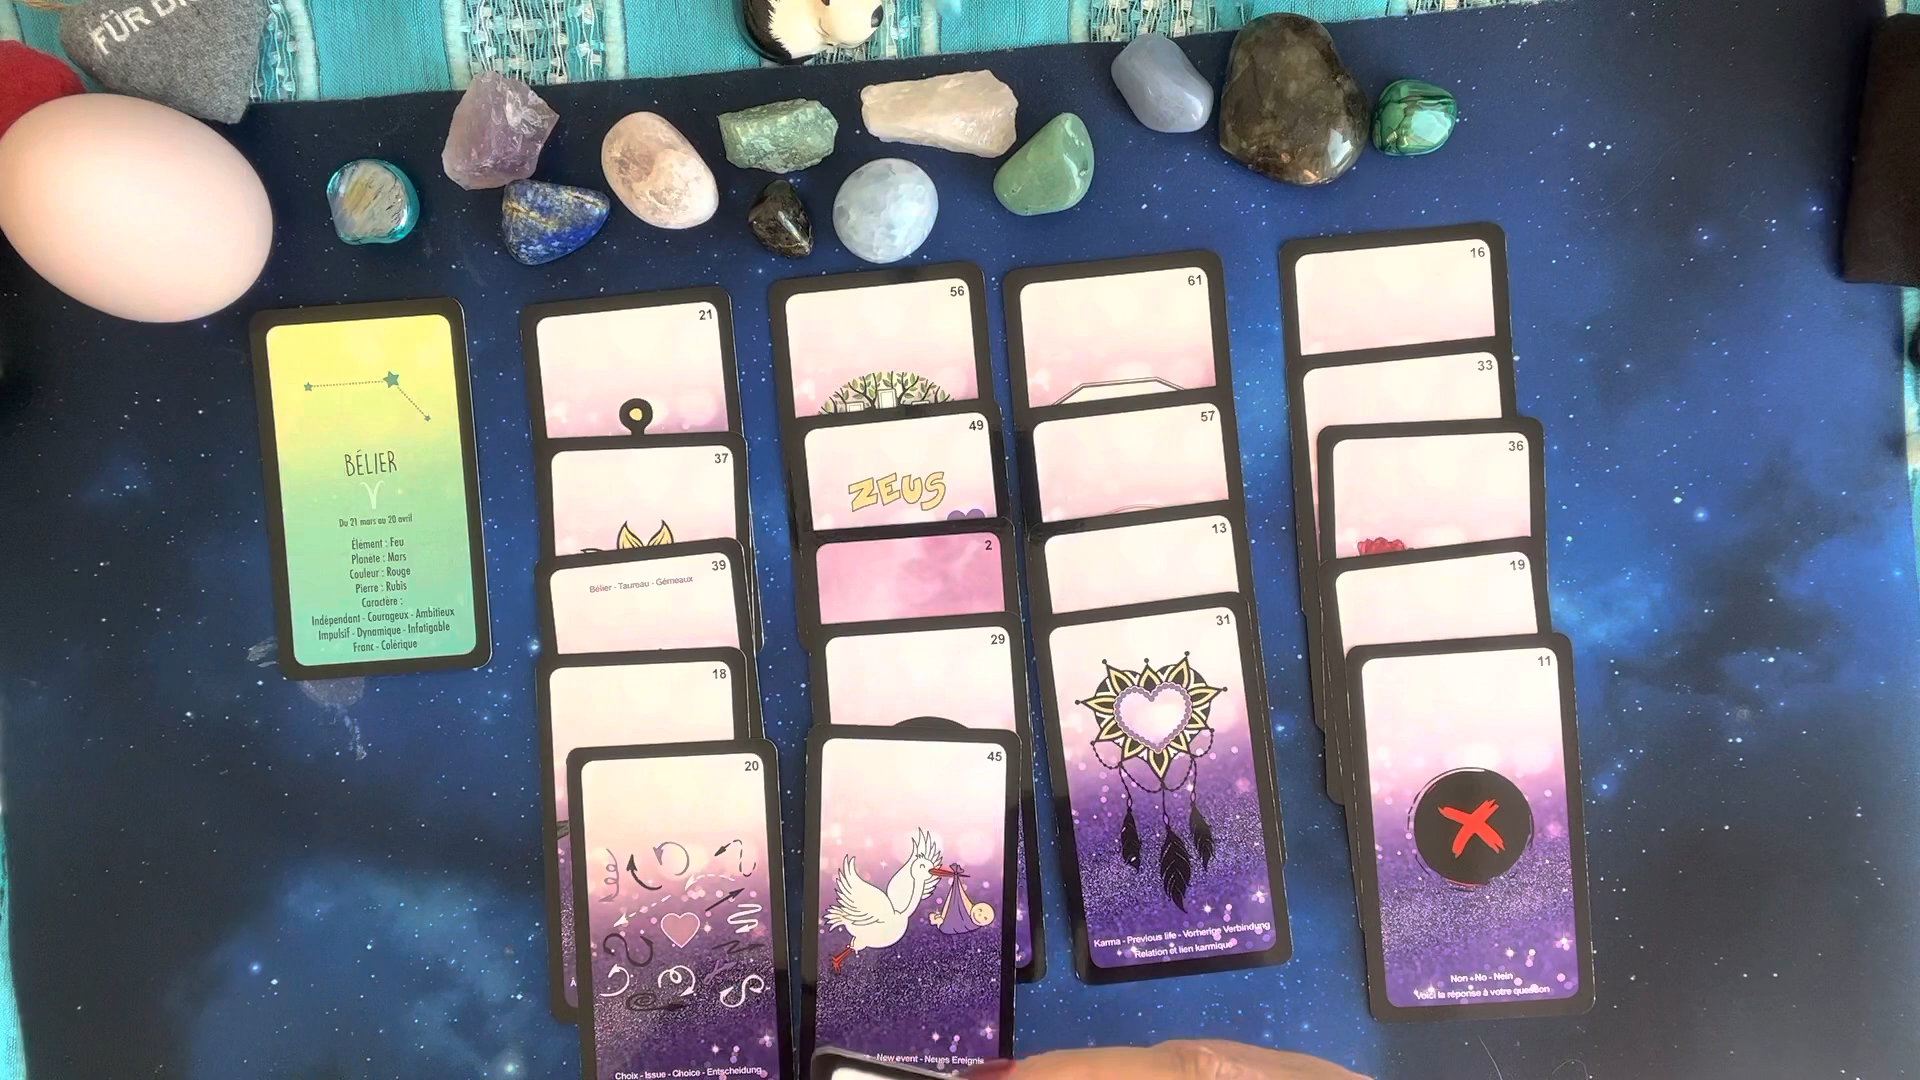 FÜR DI
BÉLIER
Du 21 mars au 20 avril
Élément : Feu
Planète : Mars
Couleur : Rouge
Pierre : Rubis
Caractère :
Indépendant - Courageux - Ambitieux
Impulsif - Dynamique - Infatigable
Franc - Colérique
21
37
39
Bélier - Taureau - Gémeaux
18
20
Choix - Issue - Choice - Entscheidung
56
49
ZEUS
2
29
45
New event - Neues Ereignis
61
57
13
31
Karma - Previous life - Vorherige Verbindung
Relation et lien karmique
16
33
36
19
11
Non - No - Nein
Voici la réponse à votre question